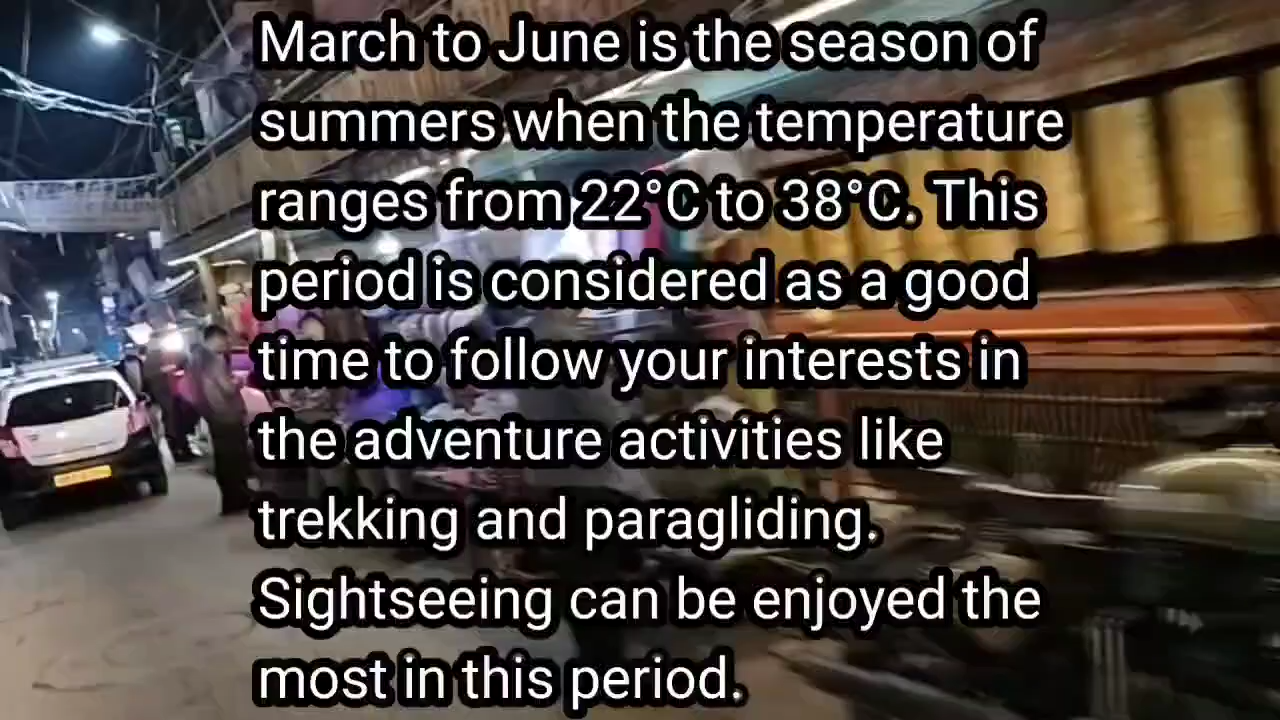 March to June is the season of
summers when the temperature
ranges from 22°C to 38°C. This
period is considered as a good
time to follow your interests in
the adventure activities like
trekking and paragliding.
Sightseeing can be enjoyed the
most in this period.